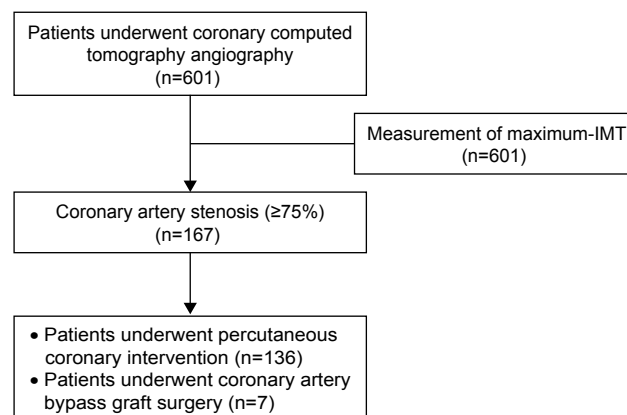 Patients underwent coronary computed
tomography angiography
(n=601)
Measurement of maximum-IMT
(n=601)
Coronary artery stenosis (≥75%)
(n=167)
• Patients underwent percutaneous
coronary intervention (n=136)
• Patients underwent coronary artery
bypass graft surgery (n=7)